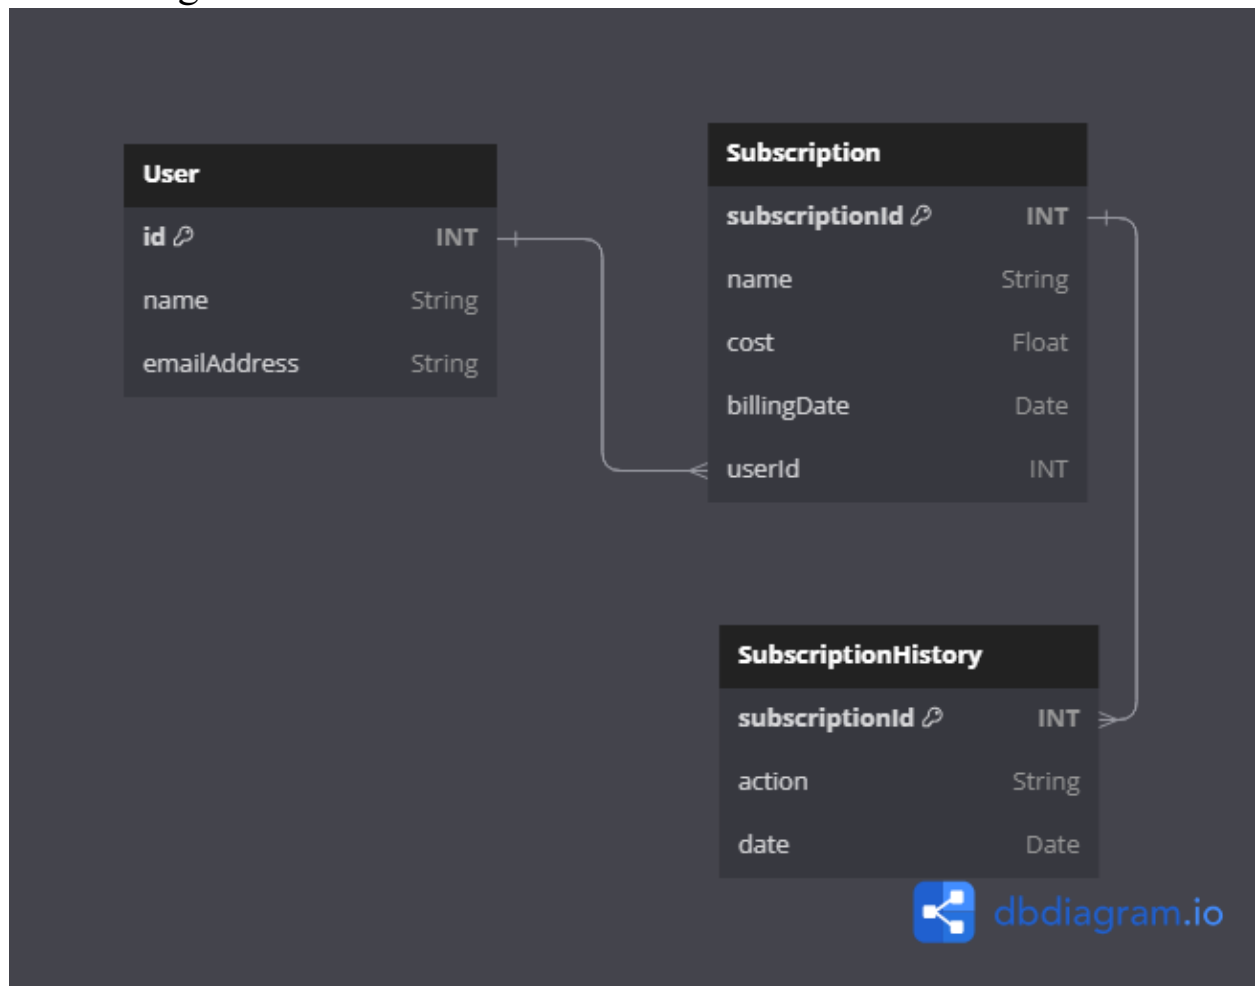 User
id INT
name String
emailAddress String
Subscription
subscriptionId INT
name String
cost Float
billingDate Date
userId INT
SubscriptionHistory
subscriptionId INT
action String
date Date
dbdiagram.io